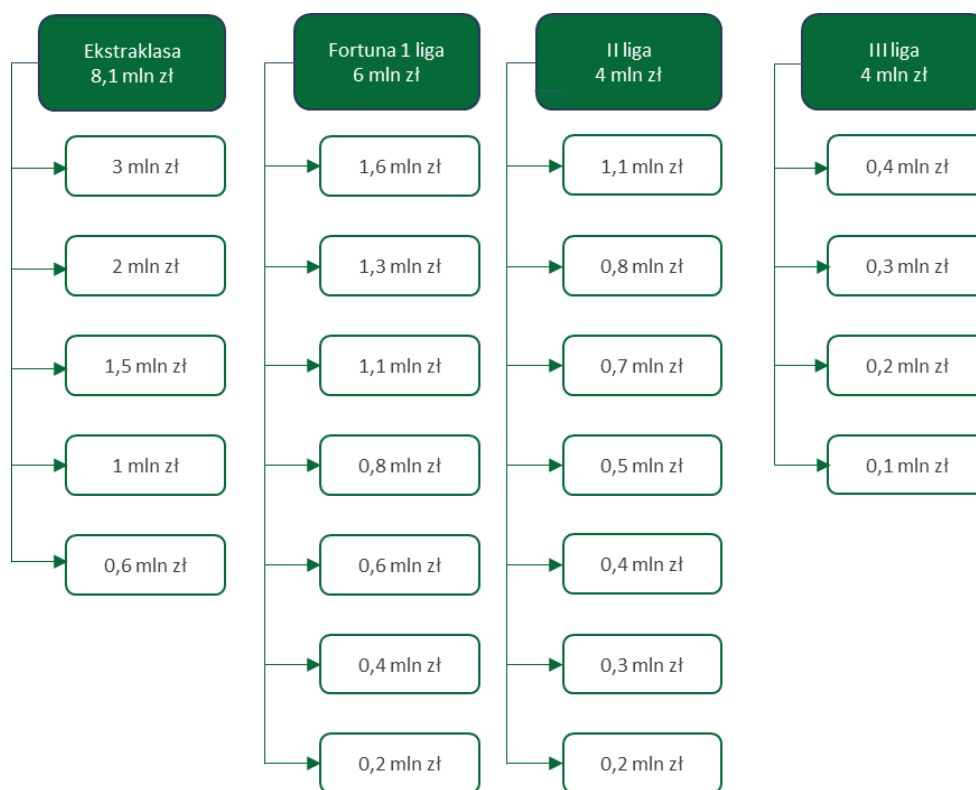 Ekstraklasa
8,1 mln zł
3 mln zł
2 mln zł
1,5 mln zł
1 mln zł
0,6 mln zł
Fortuna 1 liga
6 mln zł
1,6 mln zł
1,3 mln zł
1,1 mln zł
0,8 mln zł
0,6 mln zł
0,4 mln zł
0,2 mln zł
II liga
4 mln zł
1,1 mln zł
0,8 mln zł
0,7 mln zł
0,5 mln zł
0,4 mln zł
0,3 mln zł
0,2 mln zł
III liga
4 mln zł
0,4 mln zł
0,3 mln zł
0,2 mln zł
0,1 mln zł